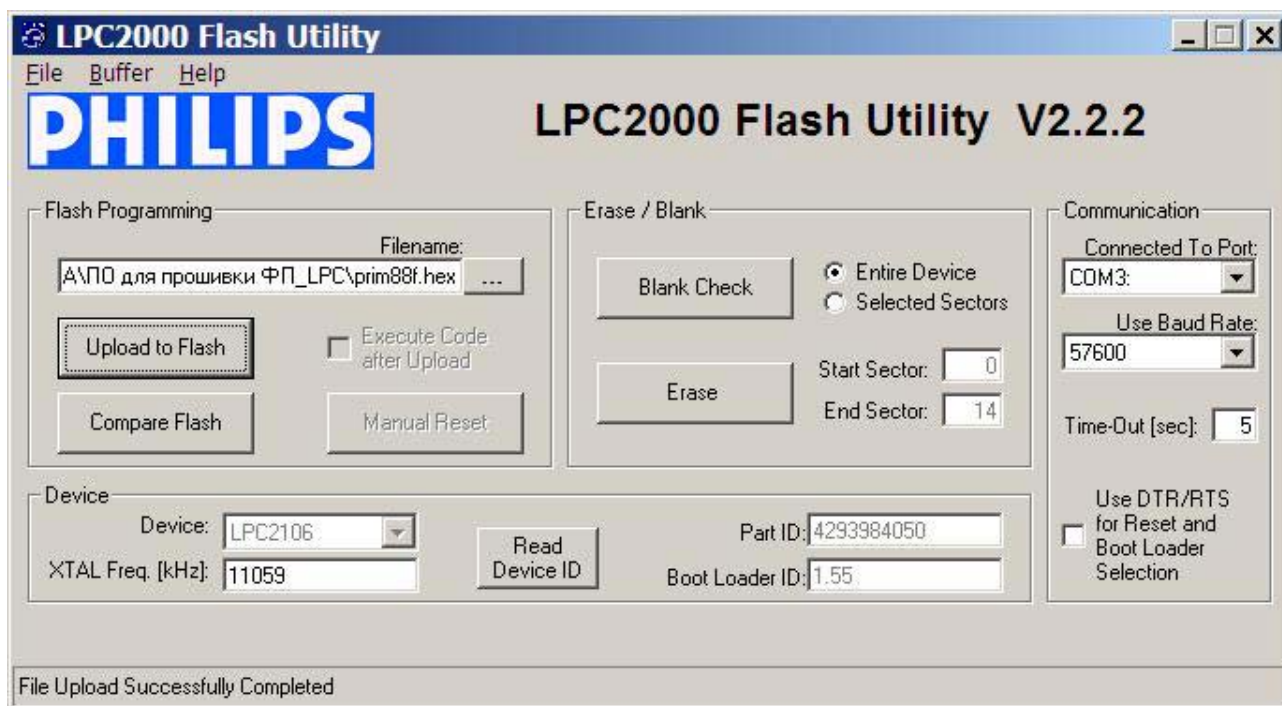 LPC2000 Flash Utility
File Buffer Help
PHILIPS
LPC2000 Flash Utility V2.2.2
Flash Programming
Filename:
А\ПО для прошивки ФП_LPC\prim88f.hex ...
Upload to Flash
Execute Code
after Upload
Compare Flash
Manual Reset
Erase / Blank
Blank Check
Entire Device
Selected Sectors
Erase
Start Sector: 0
End Sector: 14
Communication
Connected To Port:
COM3:
Use Baud Rate:
57600
Time-Out [sec]: 5
Use DTR/RTS
for Reset and
Boot Loader
Selection
Device
Device: LPC2106
XTAL Freq. [kHz]: 11059
Read
Device ID
Part ID: 4293984050
Boot Loader ID: 1.55
File Upload Successfully Completed